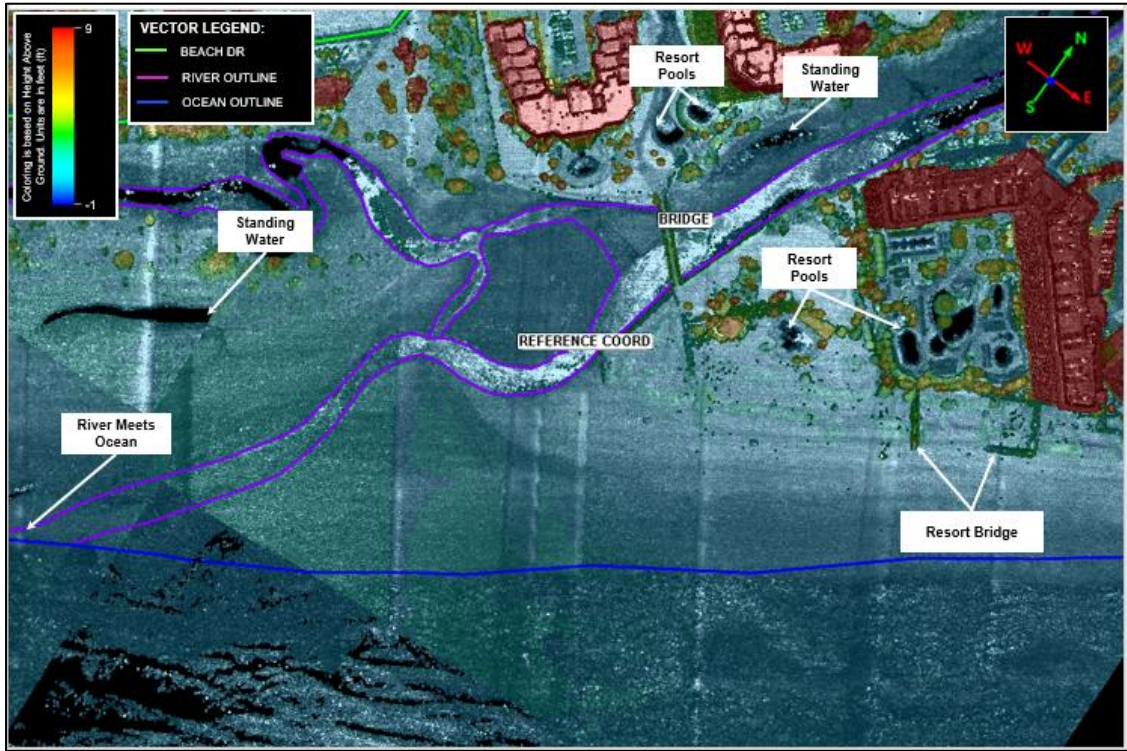 9
-1
Coloring is based on Height Above
Ground. Units are in feet (ft)
VECTOR LEGEND:
BEACH DR
RIVER OUTLINE
OCEAN OUTLINE
Resort
Pools
Standing
Water
N
W
E
S
BRIDGE
Standing
Water
Resort
Pools
REFERENCE COORD
River Meets
Ocean
Resort Bridge